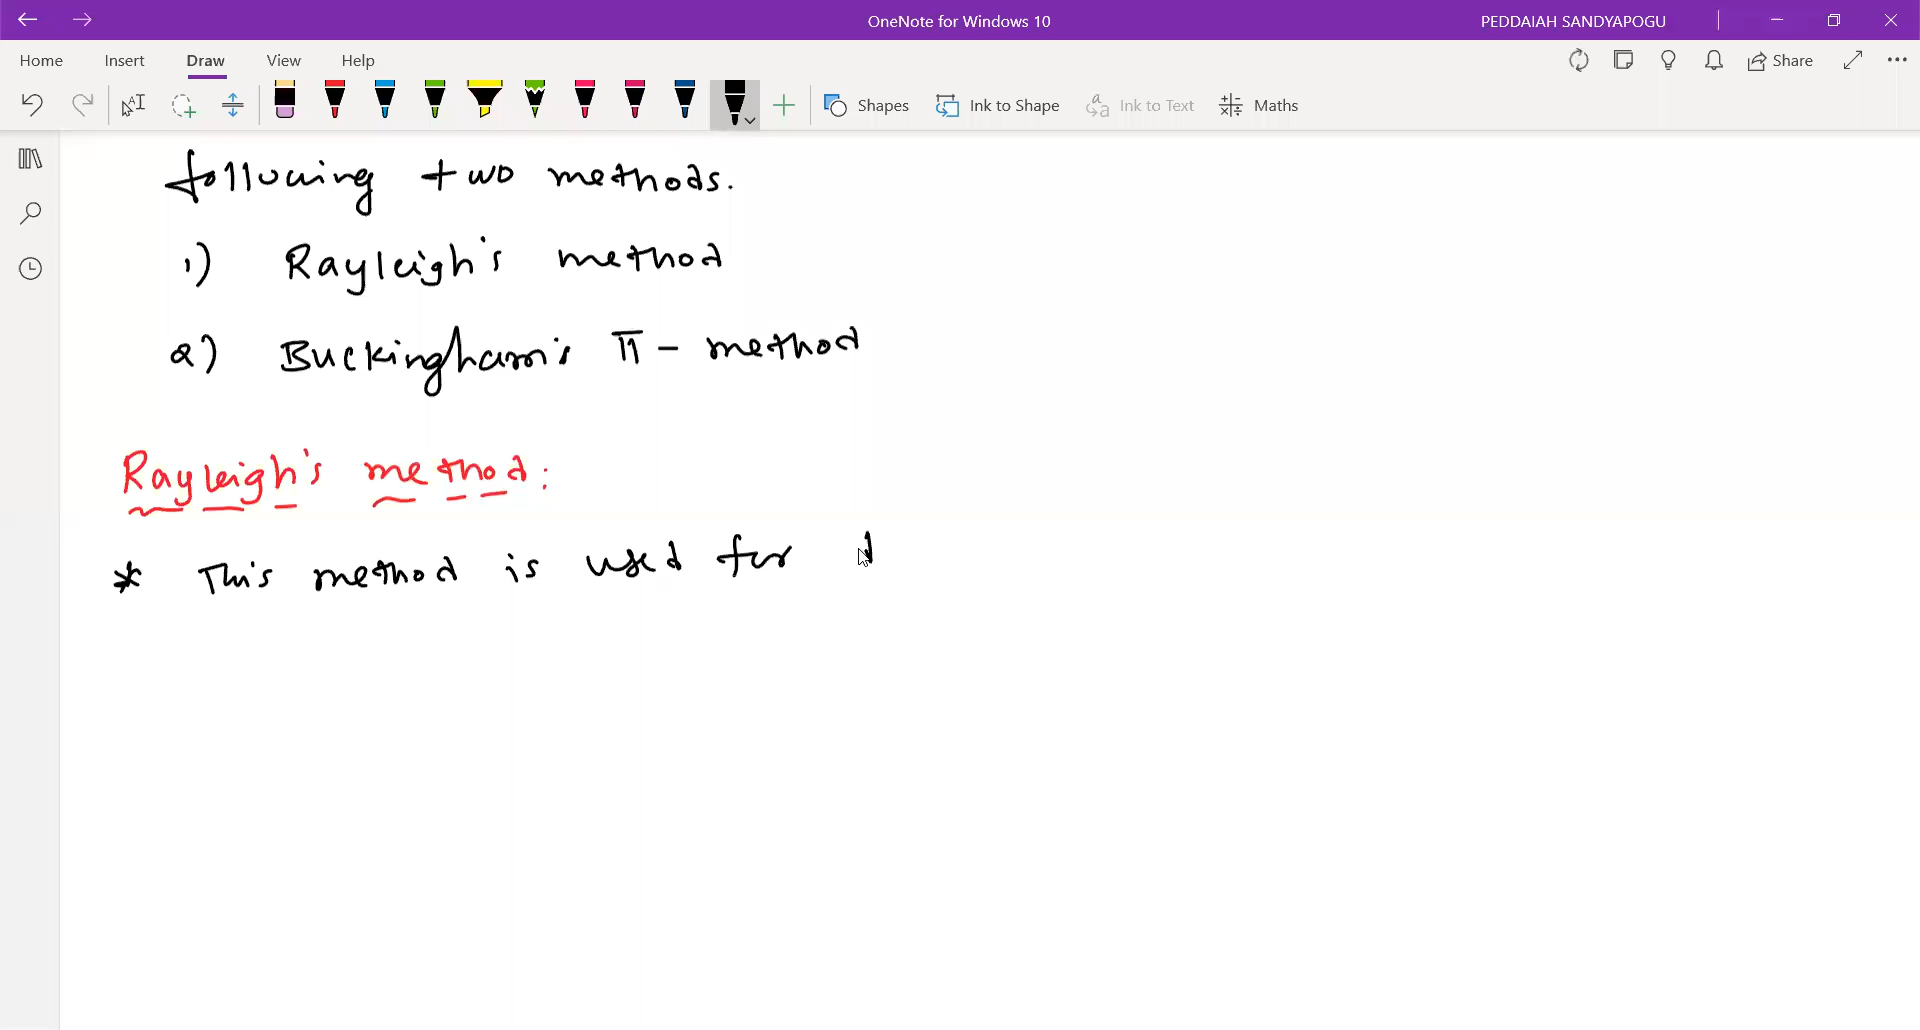 OneNote for Windows 10
PEDDAIAH SANDYAPOGU
Home Insert Draw View Help
Share
Shapes Ink to Shape Ink to Text Maths
following two methods.
1) Rayleigh's method
2) Buckingham's π - method
Rayleigh's method:
* This method is used for d